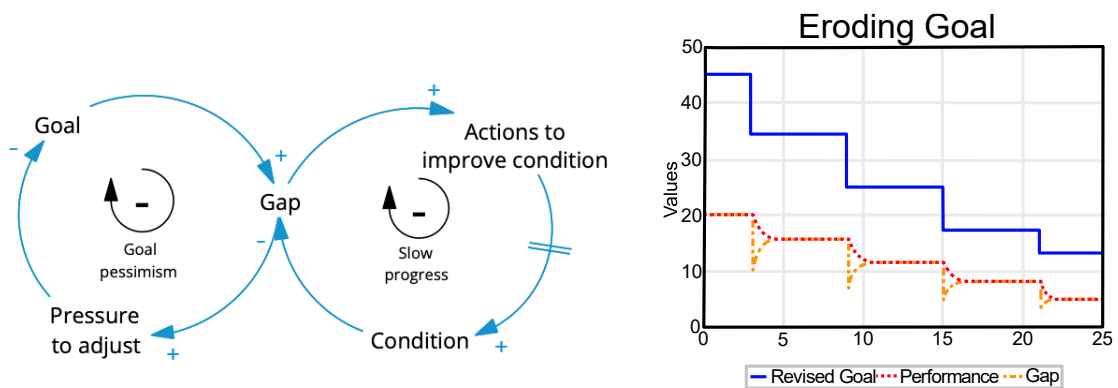 Goal
-
+
Gap
-
-
Goal
pessimism
Pressure
to adjust
+
+
Actions to
improve condition
-
Slow
progress
Condition
+
Eroding Goal
Values
50
40
30
20
10
0
0
5
10
15
20
25
Revised Goal
Performance
Gap